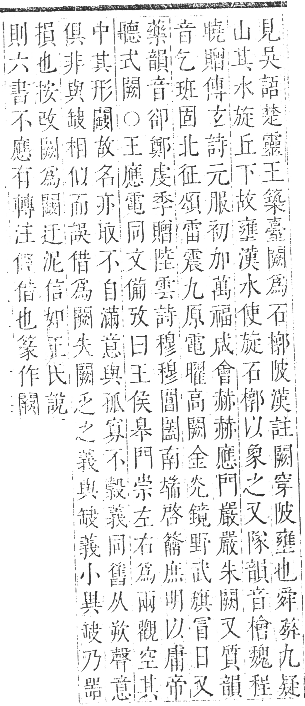 見吳語楚靈王築臺闕爲石郭陂漢註闕穿陂壅也舜葬九疑
山其水旋丘下故壅漢水使旋石郭以象之又隊韻音檜魏程
曉贈傅玄詩元服初加萬福咸會赫赫應門嚴嚴朱闕又質韻
音乞班固北征頌雷震九原電曜高闕金光鏡野武旗冒日又
藥韻音卻鄭虔季贈陸雲詩穆穆閶闔南端啓籥庶明以庸帝
聽式闕○王應電同文備攷曰王侯皋門崇左右爲兩觀空其
中其形闕故名亦取不自滿意與孤寡不穀義同舊从欮聲意
俱非與缺相似而誤借爲闕失闕乏之義與缺義小異缺乃器
損也按改闕爲𨵗近泥信如王氏說
則六書不應有轉注假借也篆作闕